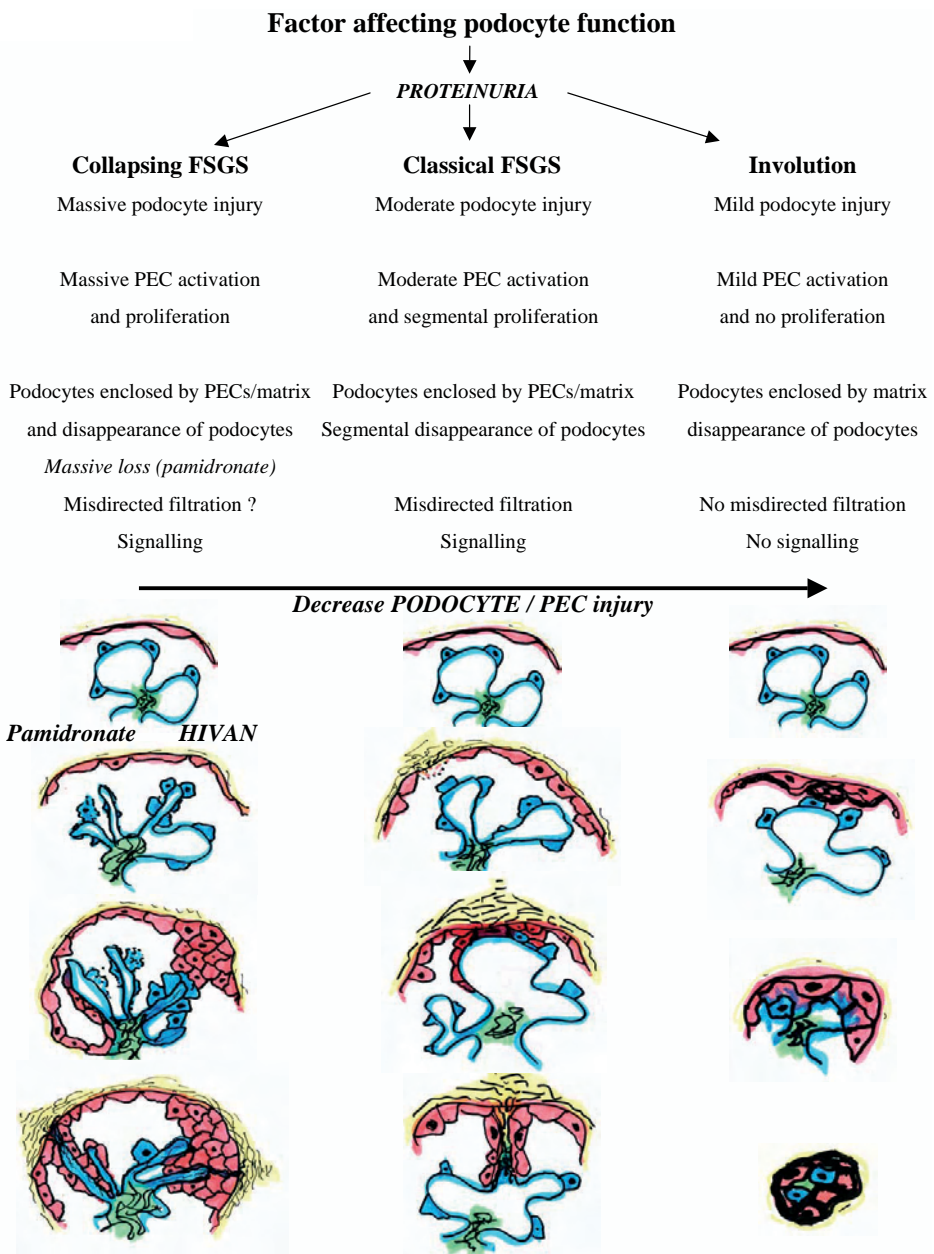 Factor affecting podocyte function
PROTEINURIA
Collapsing FSGS
Massive podocyte injury
Massive PEC activation
and proliferation
Podocytes enclosed by PECs/matrix
and disappearance of podocytes
Massive loss (pamidronate)
Misdirected filtration ?
Signalling
Classical FSGS
Moderate podocyte injury
Moderate PEC activation
and segmental proliferation
Podocytes enclosed by PECs/matrix
Segmental disappearance of podocytes
Misdirected filtration
Signalling
Involution
Mild podocyte injury
Mild PEC activation
and no proliferation
Podocytes enclosed by matrix
disappearance of podocytes
No misdirected filtration
No signalling
Decrease PODOCYTE / PEC injury
Pamidronate HIVAN